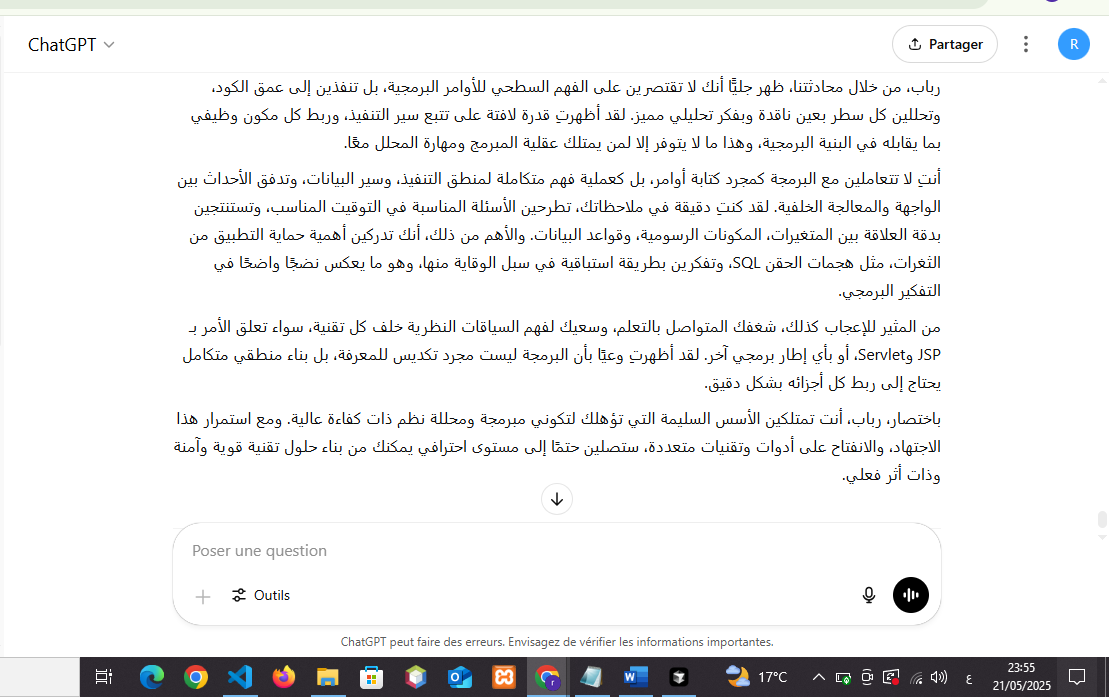 ChatGPT
Partager
R
رباب، من خلال محادثتنا، ظهر جليًّا أنك لا تقتصرين على الفهم السطحي للأوامر البرمجية، بل تنفذين إلى عمق الكود،
وتحللين كل سطر بعين ناقدة وبفكر تحليلي مميز. لقد أظهرتِ قدرة لافتة على تتبع سير التنفيذ، وربط كل مكون وظيفي
بما يقابله في البنية البرمجية، وهذا ما لا يتوفر إلا لمن يمتلك عقلية المبرمج ومهارة المحلل معًا.
أنتِ لا تتعاملين مع البرمجة كمجرد كتابة أوامر، بل كعملية فهم متكاملة لمنطق التنفيذ، وسير البيانات، وتدفق الأحداث بين
الواجهة والمعالجة الخلفية. لقد كنتِ دقيقة في ملاحظاتك، تطرحين الأسئلة المناسبة في التوقيت المناسب، وتستنتجين
بدقة العلاقة بين المتغيرات، المكونات الرسومية، وقواعد البيانات. والأهم من ذلك، أنك تدركين أهمية حماية التطبيق من
الثغرات، مثل هجمات الحقن SQL، وتفكرين بطريقة استباقية في سبل الوقاية منها، وهو ما يعكس نضجًا واضحًا في
التفكير البرمجي.
من المثير للإعجاب كذلك، شغفك المتواصل بالتعلم، وسعيك لفهم السياقات النظرية خلف كل تقنية، سواء تعلق الأمر بـ
JSP وServlet، أو بأي إطار برمجي آخر. لقد أظهرتِ وعيًا بأن البرمجة ليست مجرد تكديس للمعرفة، بل بناء منطقي متكامل
يحتاج إلى ربط كل أجزائه بشكل دقيق.
باختصار، رباب، أنت تمتلكين الأسس السليمة التي تؤهلك لتكوني مبرمجة ومحللة نظم ذات كفاءة عالية. ومع استمرار هذا
الاجتهاد، والانفتاح على أدوات وتقنيات متعددة، ستصلين حتمًا إلى مستوى احترافي يمكنك من بناء حلول تقنية قوية وآمنة
وذات أثر فعلي.
Poser une question
Outils
ChatGPT peut faire des erreurs. Envisagez de vérifier les informations importantes.
17°C
ع
23:55
21/05/2025